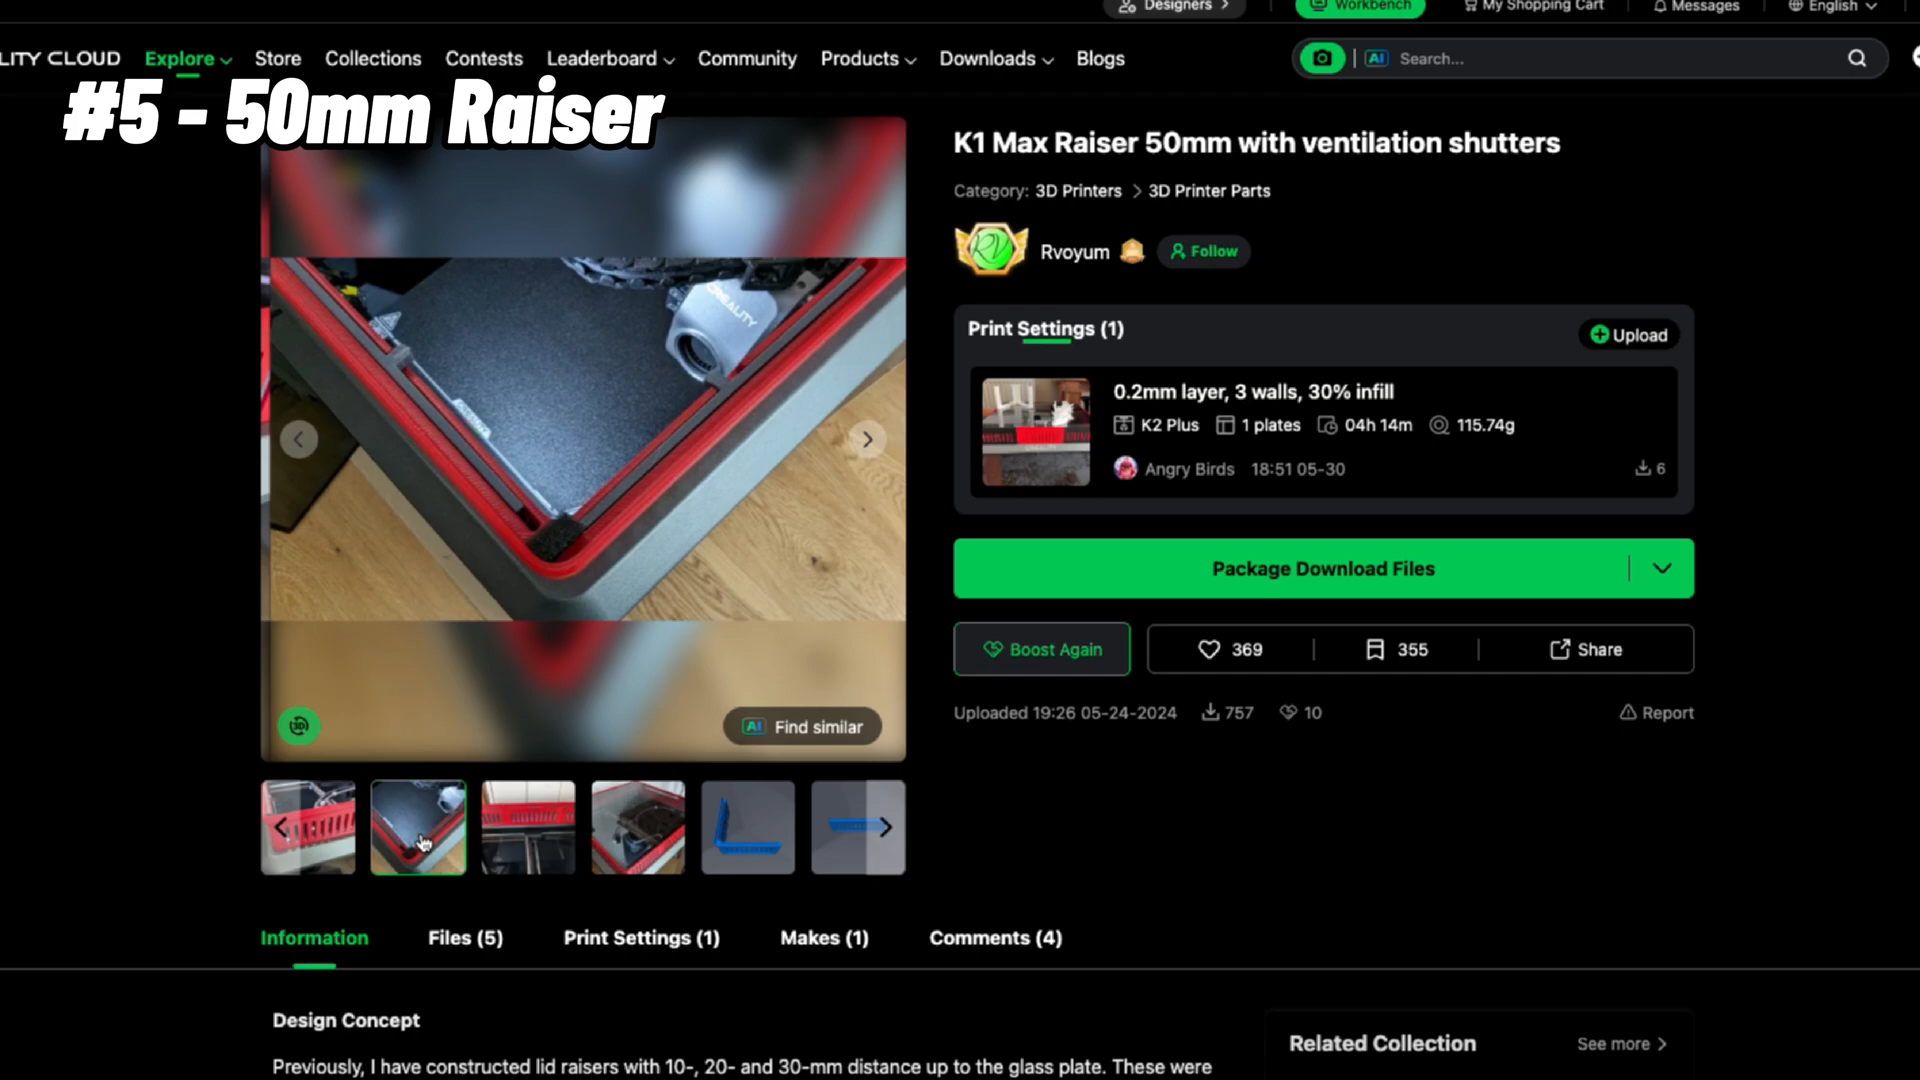 Designers
Workbench
My Shopping Cart
Messages
English
LITY CLOUD
Explore
Store
Collections
Contests
Leaderboard
Community
Products
Downloads
Blogs
AI
Search...
#5 - 50mm Raiser
K1 Max Raiser 50mm with ventilation shutters
Category: 3D Printers > 3D Printer Parts
RV
Rvoyum
Follow
Print Settings (1)
Upload
0.2mm layer, 3 walls, 30% infill
K2 Plus 1 plates 04h 14m 115.74g
Angry Birds 18:51 05-30 6
CREALITY
Package Download Files
Boost Again 369 355 Share
Uploaded 19:26 05-24-2024 757 10 Report
3D
AI Find similar
Information Files (5) Print Settings (1) Makes (1) Comments (4)
Design Concept
Previously, I have constructed lid raisers with 10-, 20- and 30-mm distance up to the glass plate. These were
Related Collection See more >